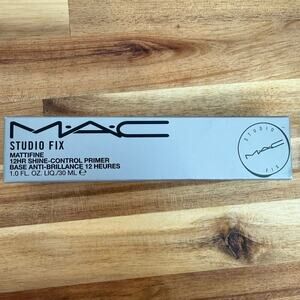 M·A·C
STUDIO FIX
MATTIFINE
12HR SHINE-CONTROL PRIMER
BASE ANTI-BRILLANCE 12 HEURES
1.0 FL. OZ. LIQ./30 ML ℮
STUDIO
FIX